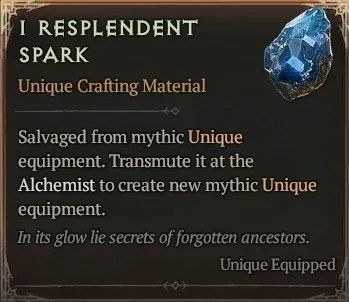 1 RESPLENDENT
SPARK
Unique Crafting Material
Salvaged from mythic Unique
equipment. Transmute it at the
Alchemist to create new mythic Unique
equipment.
In its glow lie secrets of forgotten ancestors.
Unique Equipped